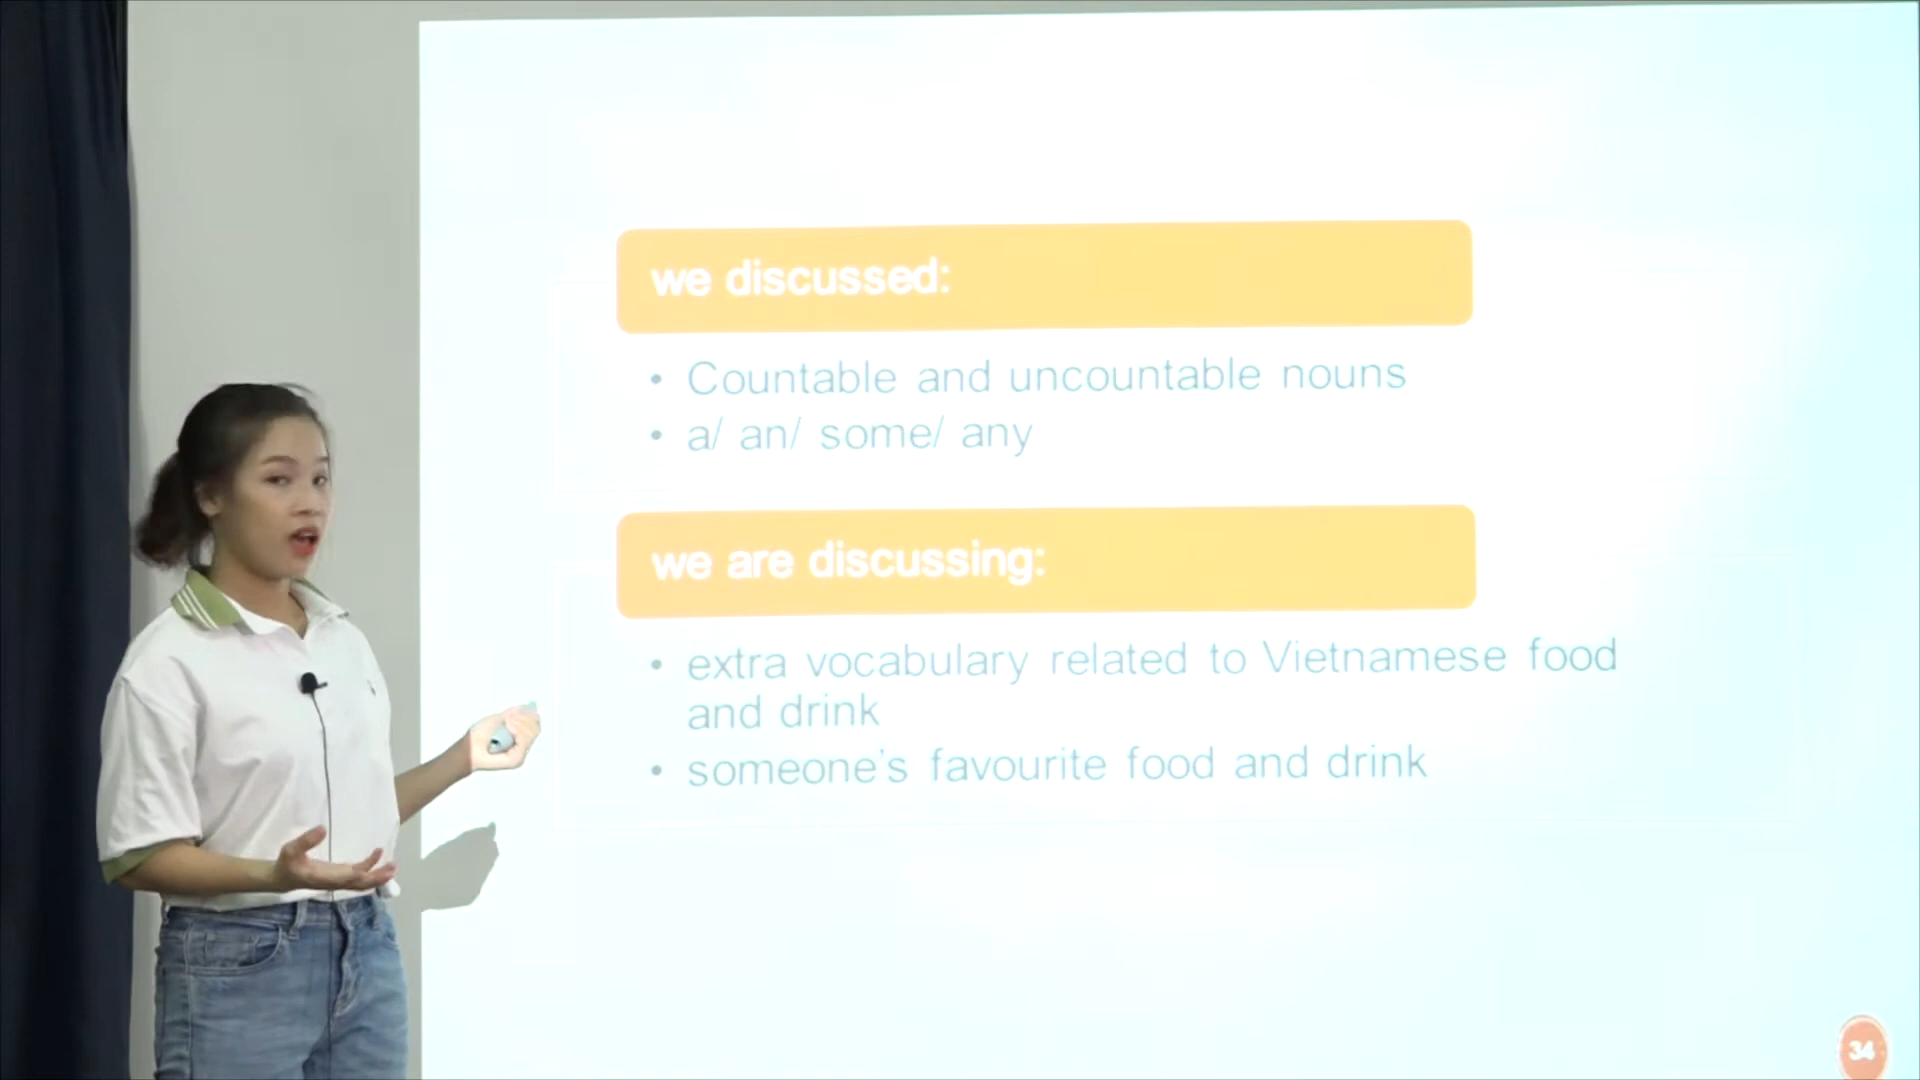 we discussed:
• Countable and uncountable nouns
• a/ an/ some/ any
we are discussing:
• extra vocabulary related to Vietnamese food
and drink
• someone's favourite food and drink
34